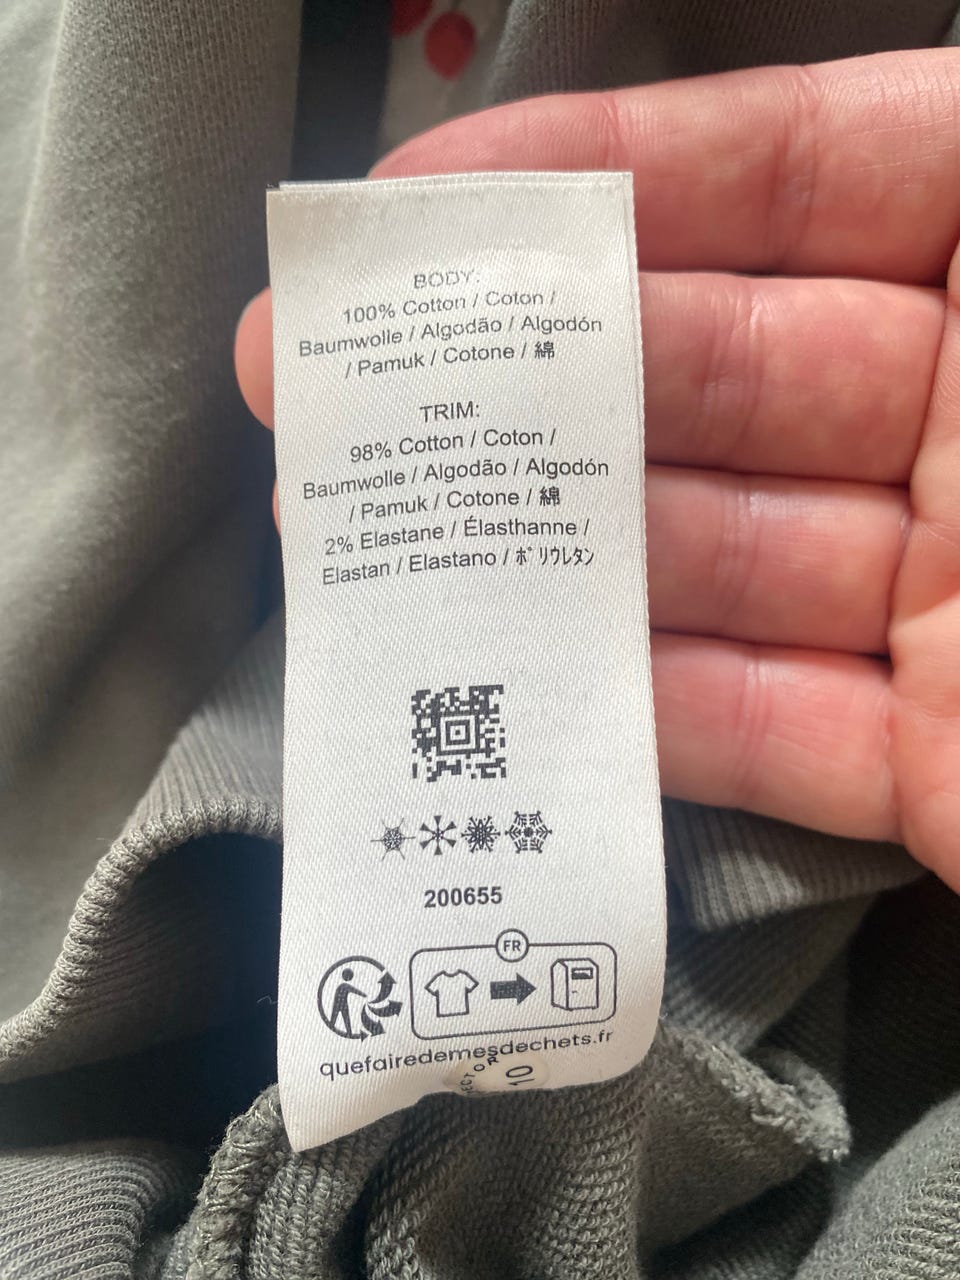 BODY:
100% Cotton / Coton /
Baumwolle / Algodão / Algodón
/ Pamuk / Cotone / 綿
TRIM:
98% Cotton / Coton /
Baumwolle / Algodão / Algodón
/ Pamuk / Cotone / 綿
2% Elastane / Élasthanne /
Elastan / Elastano / ポリウレタン
200655
FR
quefairedemesdechets.fr
10